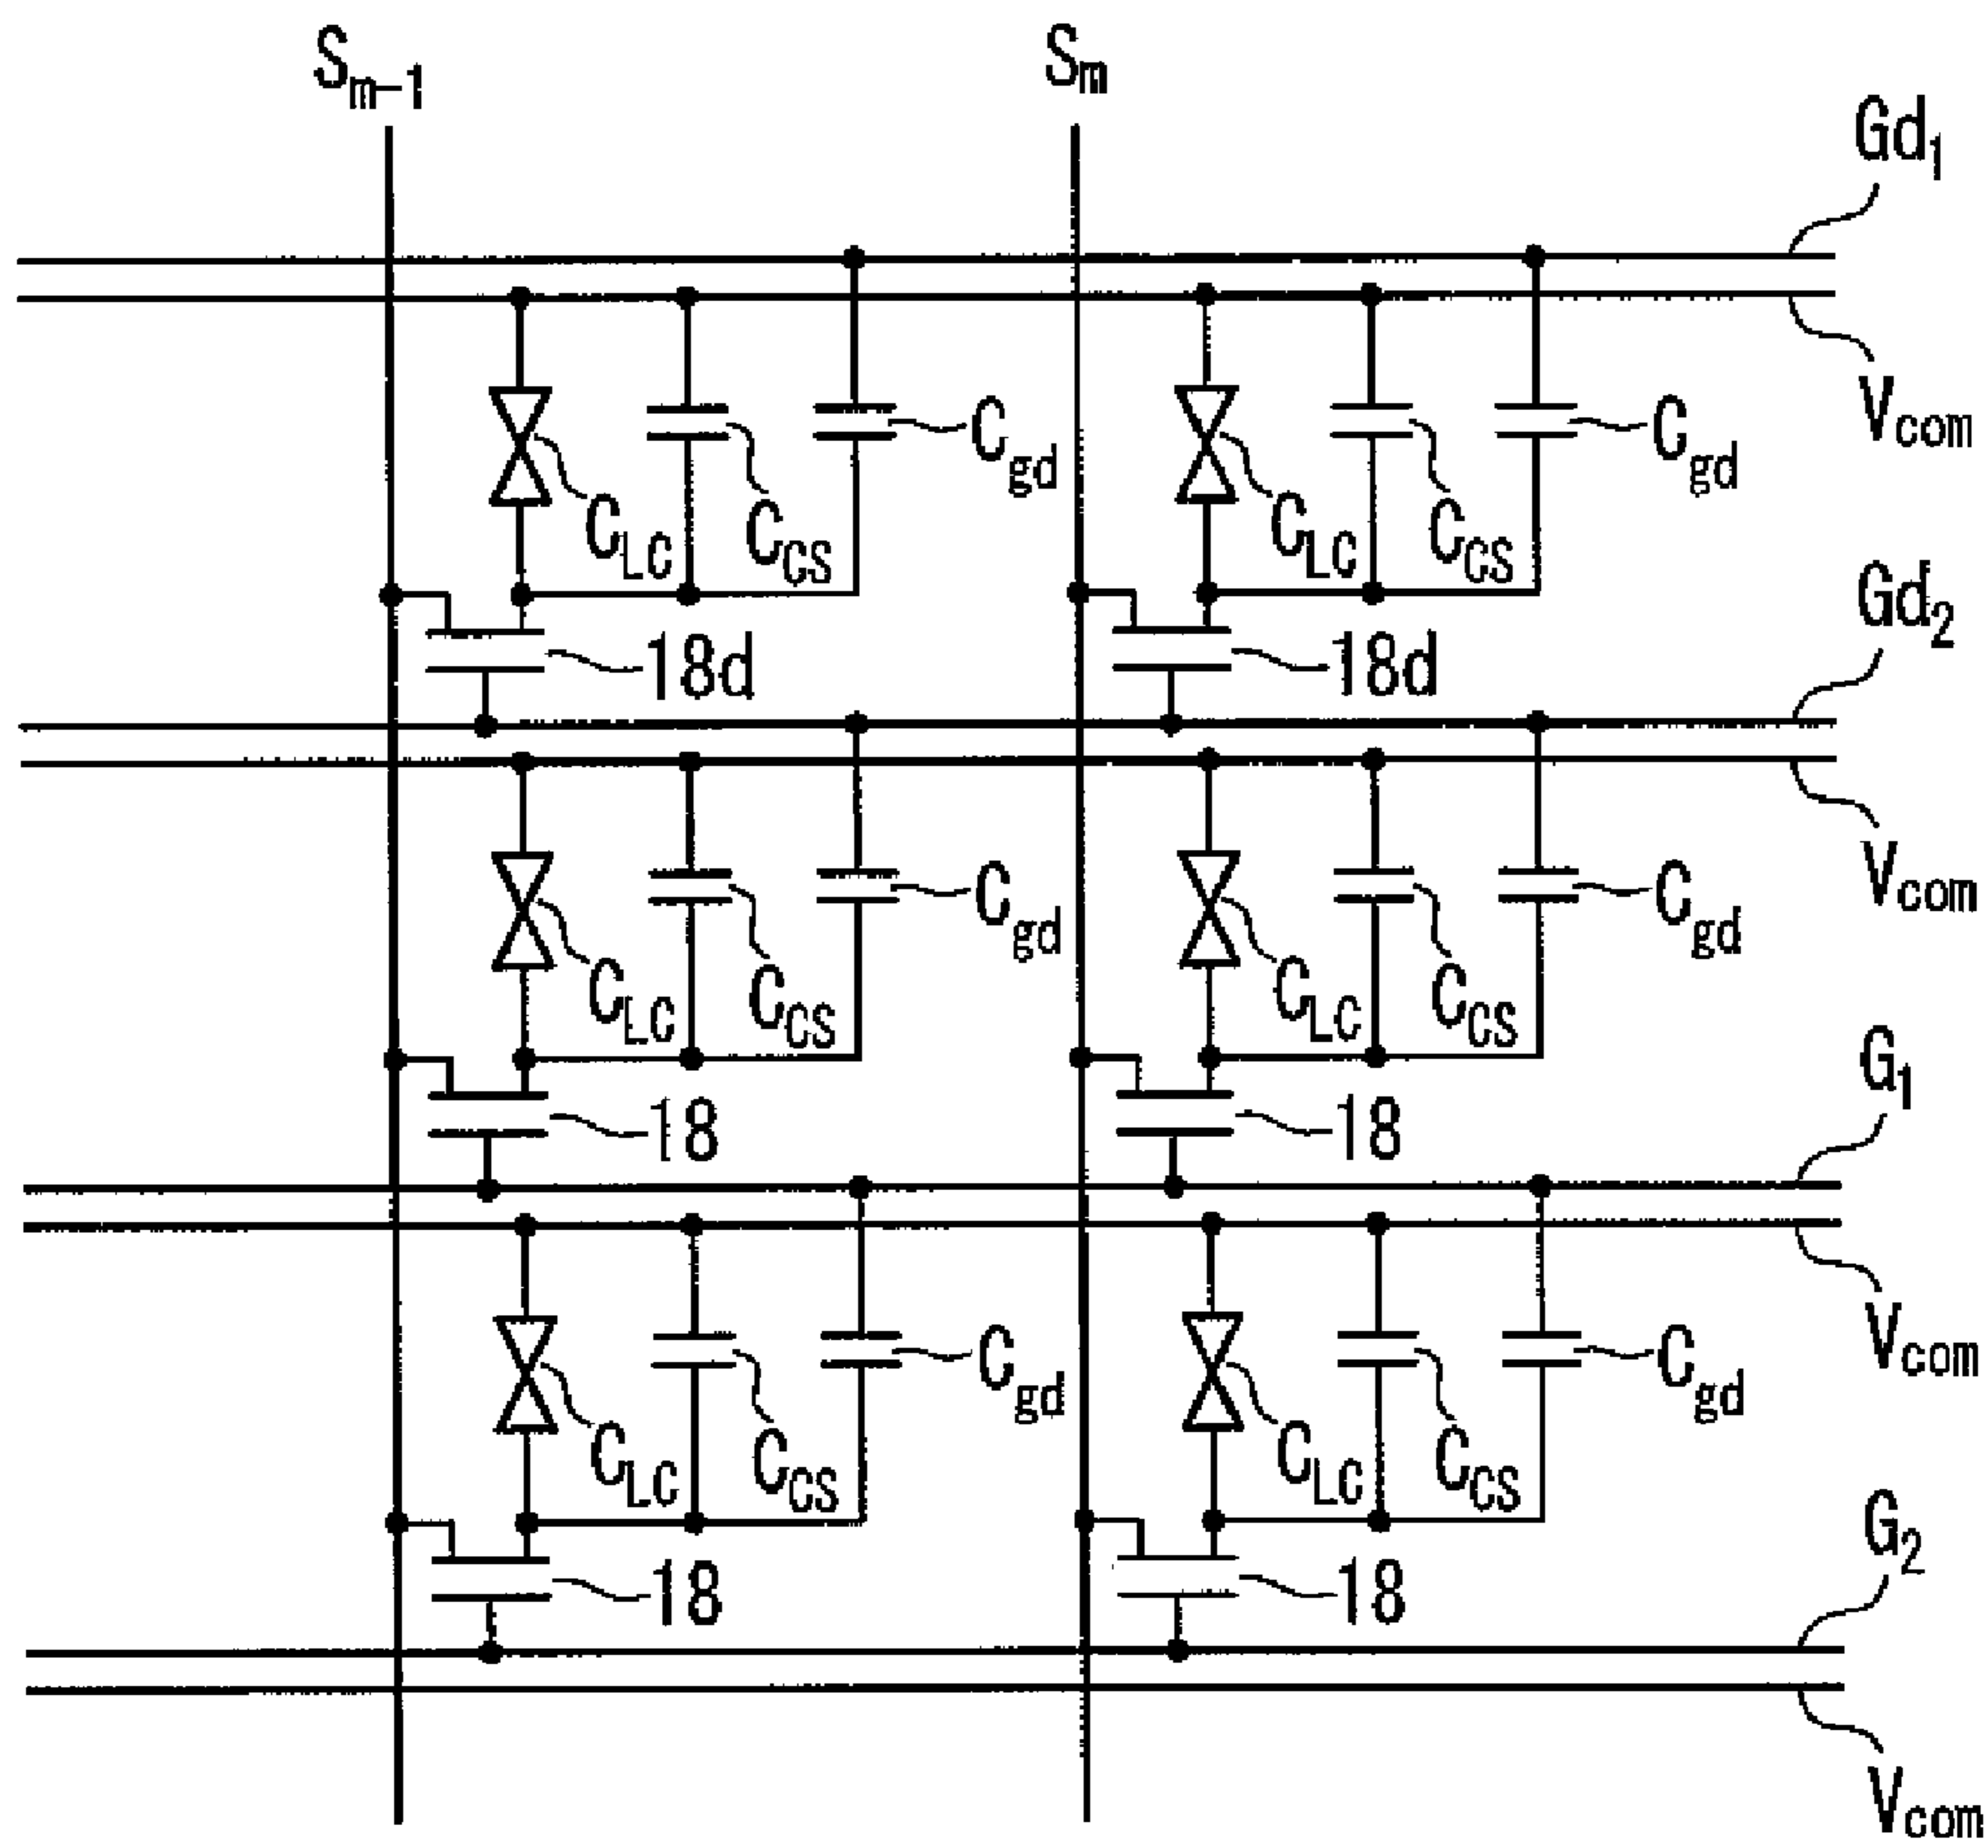 Sm-1 Sm
Gd1
Vcom
Cgd Cgd
CLC CCS CLC CCS
Gd2
18d 18d
Vcom
Cgd Cgd
CLC CCS CLC CCS
G1
18 18
Vcom
Cgd Cgd
CLC CCS CLC CCS
G2
18 18
Vcom